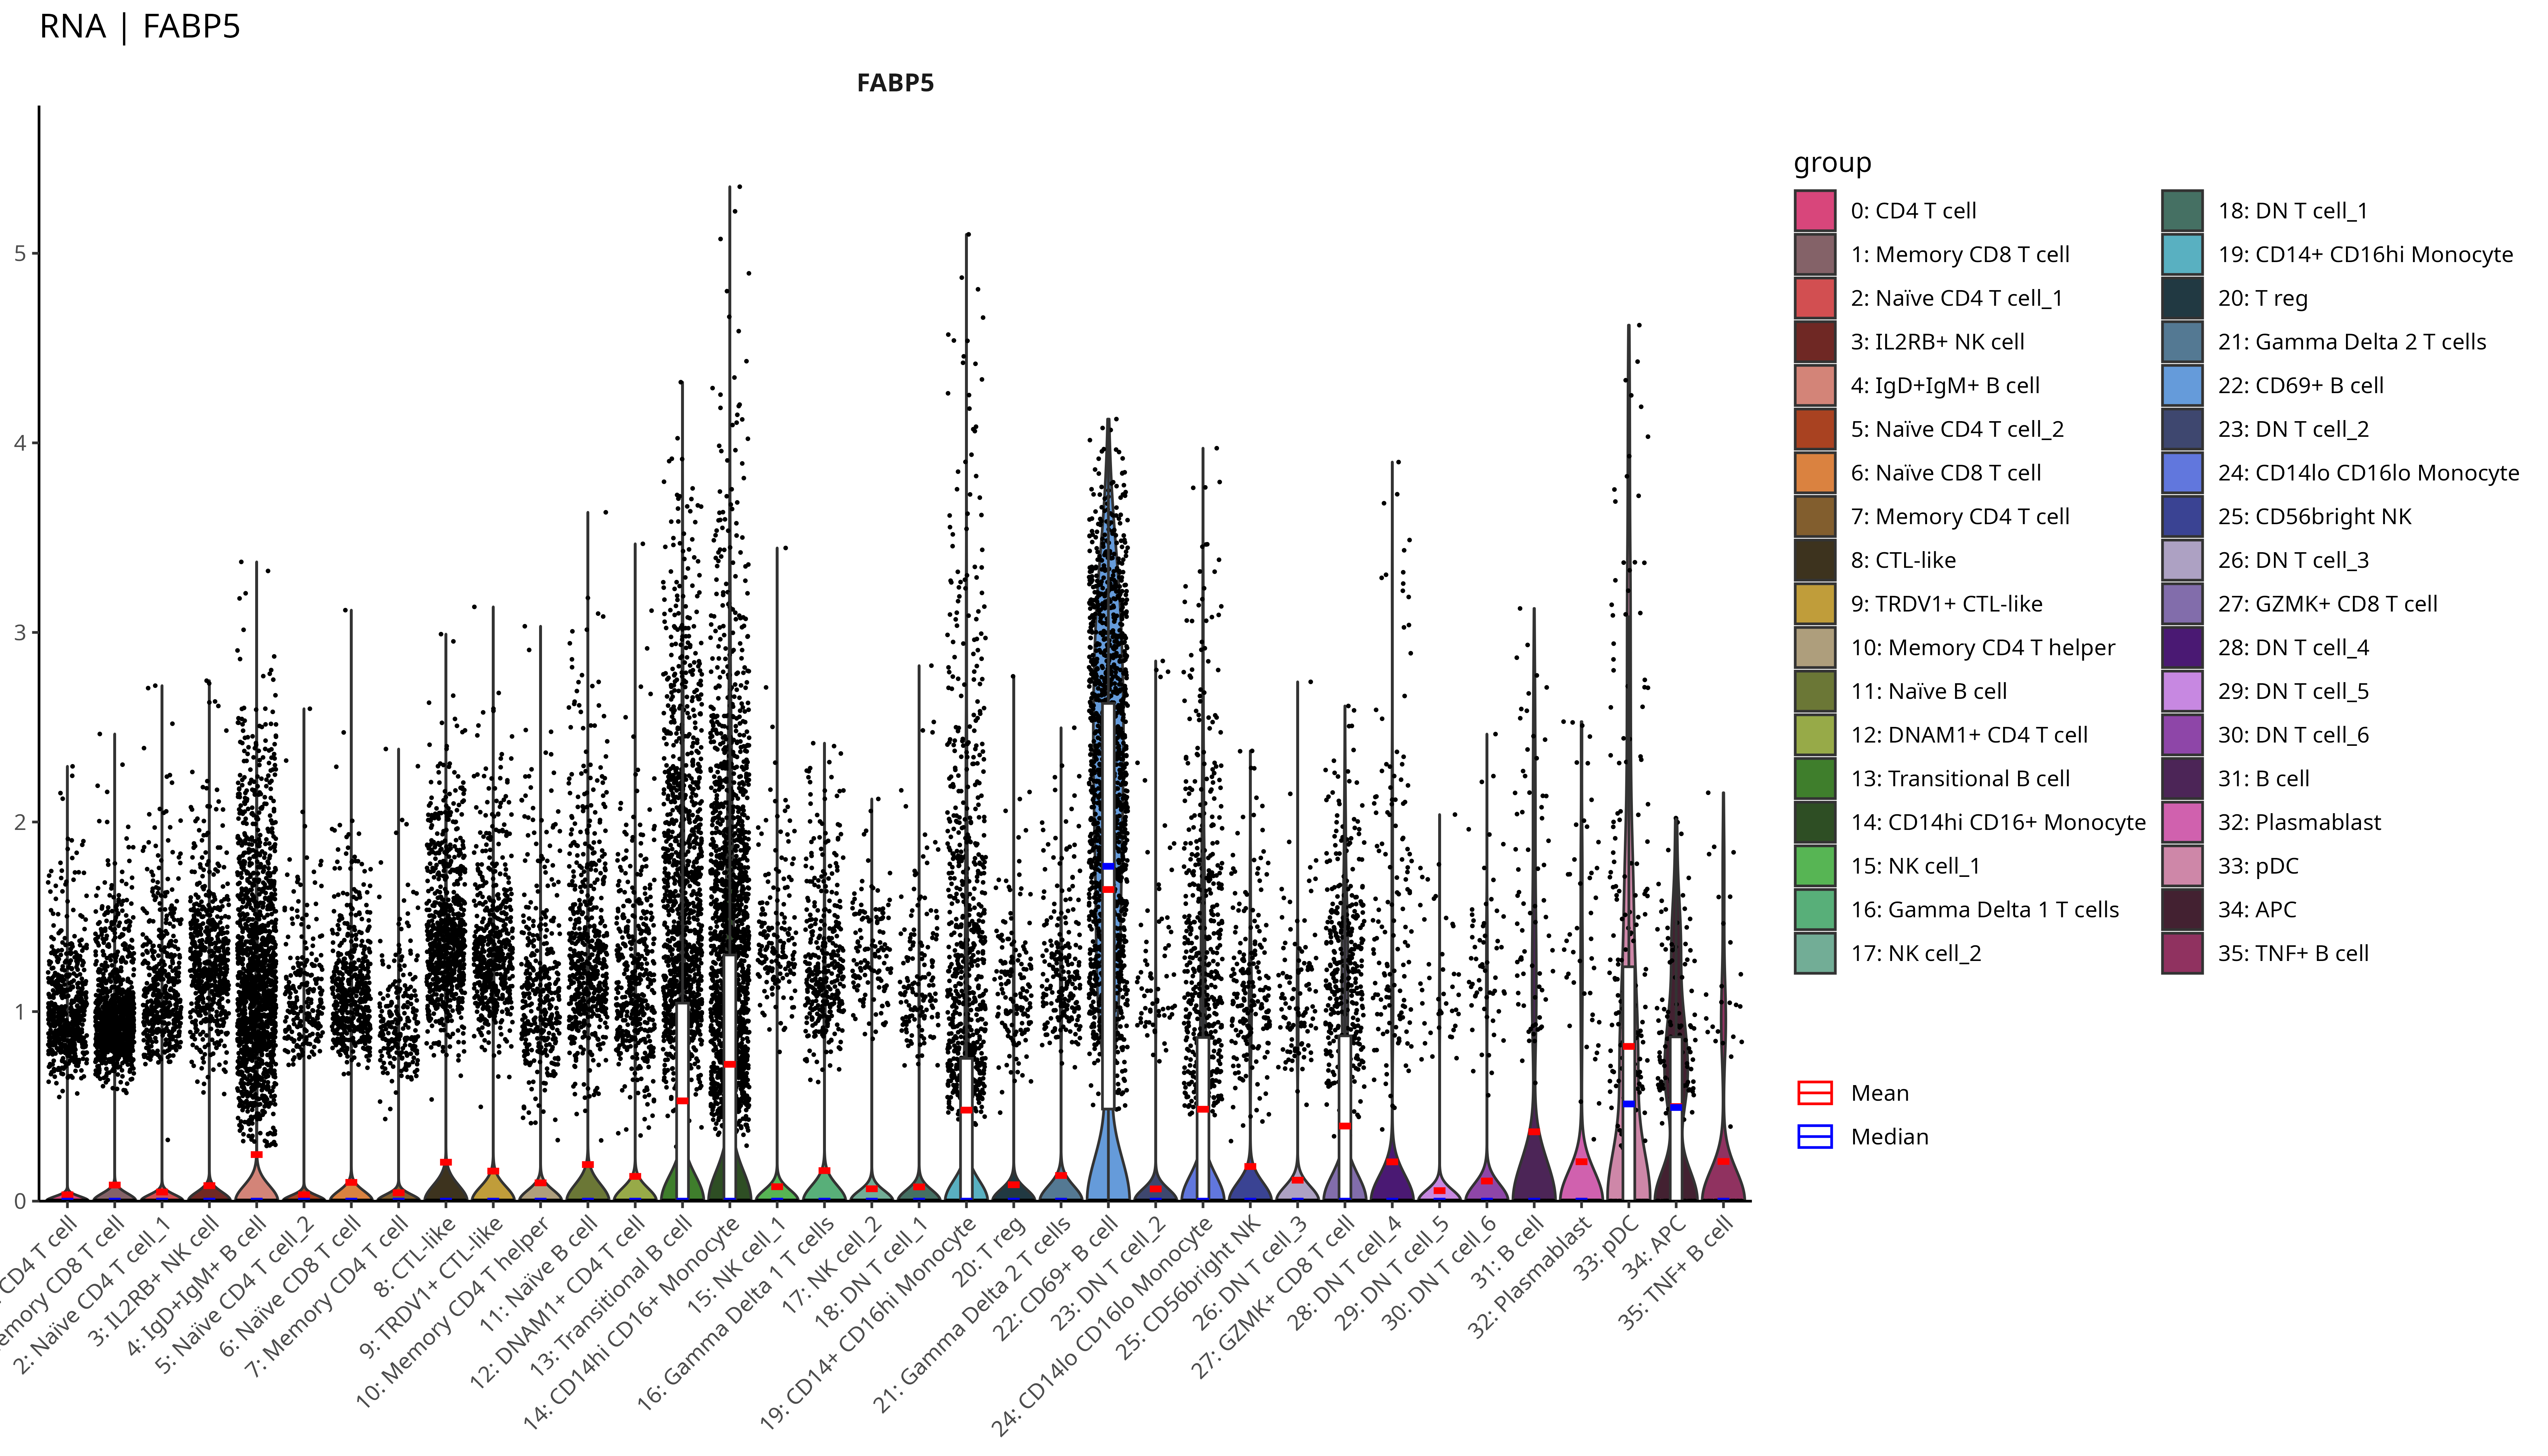 RNA | FABP5
FABP5
5
4
3
2
1
0
CD4 T cell
emory CD8 T cell
2: Naïve CD4 T cell_1
3: IL2RB+ NK cell
4: IgD+IgM+ B cell
5: Naïve CD4 T cell_2
6: Naïve CD8 T cell
7: Memory CD4 T cell
8: CTL-like
9: TRDV1+ CTL-like
10: Memory CD4 T helper
11: Naïve B cell
12: DNAM1+ CD4 T cell
13: Transitional B cell
14: CD14hi CD16+ Monocyte
15: NK cell_1
16: Gamma Delta 1 T cells
17: NK cell_2
18: DN T cell_1
19: CD14+ CD16hi Monocyte
20: T reg
21: Gamma Delta 2 T cells
22: CD69+ B cell
23: DN T cell_2
24: CD14lo CD16lo Monocyte
25: CD56bright NK
26: DN T cell_3
27: GZMK+ CD8 T cell
28: DN T cell_4
29: DN T cell_5
30: DN T cell_6
31: B cell
32: Plasmablast
33: pDC
34: APC
35: TNF+ B cell
group
0: CD4 T cell
1: Memory CD8 T cell
2: Naïve CD4 T cell_1
3: IL2RB+ NK cell
4: IgD+IgM+ B cell
5: Naïve CD4 T cell_2
6: Naïve CD8 T cell
7: Memory CD4 T cell
8: CTL-like
9: TRDV1+ CTL-like
10: Memory CD4 T helper
11: Naïve B cell
12: DNAM1+ CD4 T cell
13: Transitional B cell
14: CD14hi CD16+ Monocyte
15: NK cell_1
16: Gamma Delta 1 T cells
17: NK cell_2
18: DN T cell_1
19: CD14+ CD16hi Monocyte
20: T reg
21: Gamma Delta 2 T cells
22: CD69+ B cell
23: DN T cell_2
24: CD14lo CD16lo Monocyte
25: CD56bright NK
26: DN T cell_3
27: GZMK+ CD8 T cell
28: DN T cell_4
29: DN T cell_5
30: DN T cell_6
31: B cell
32: Plasmablast
33: pDC
34: APC
35: TNF+ B cell
Mean
Median